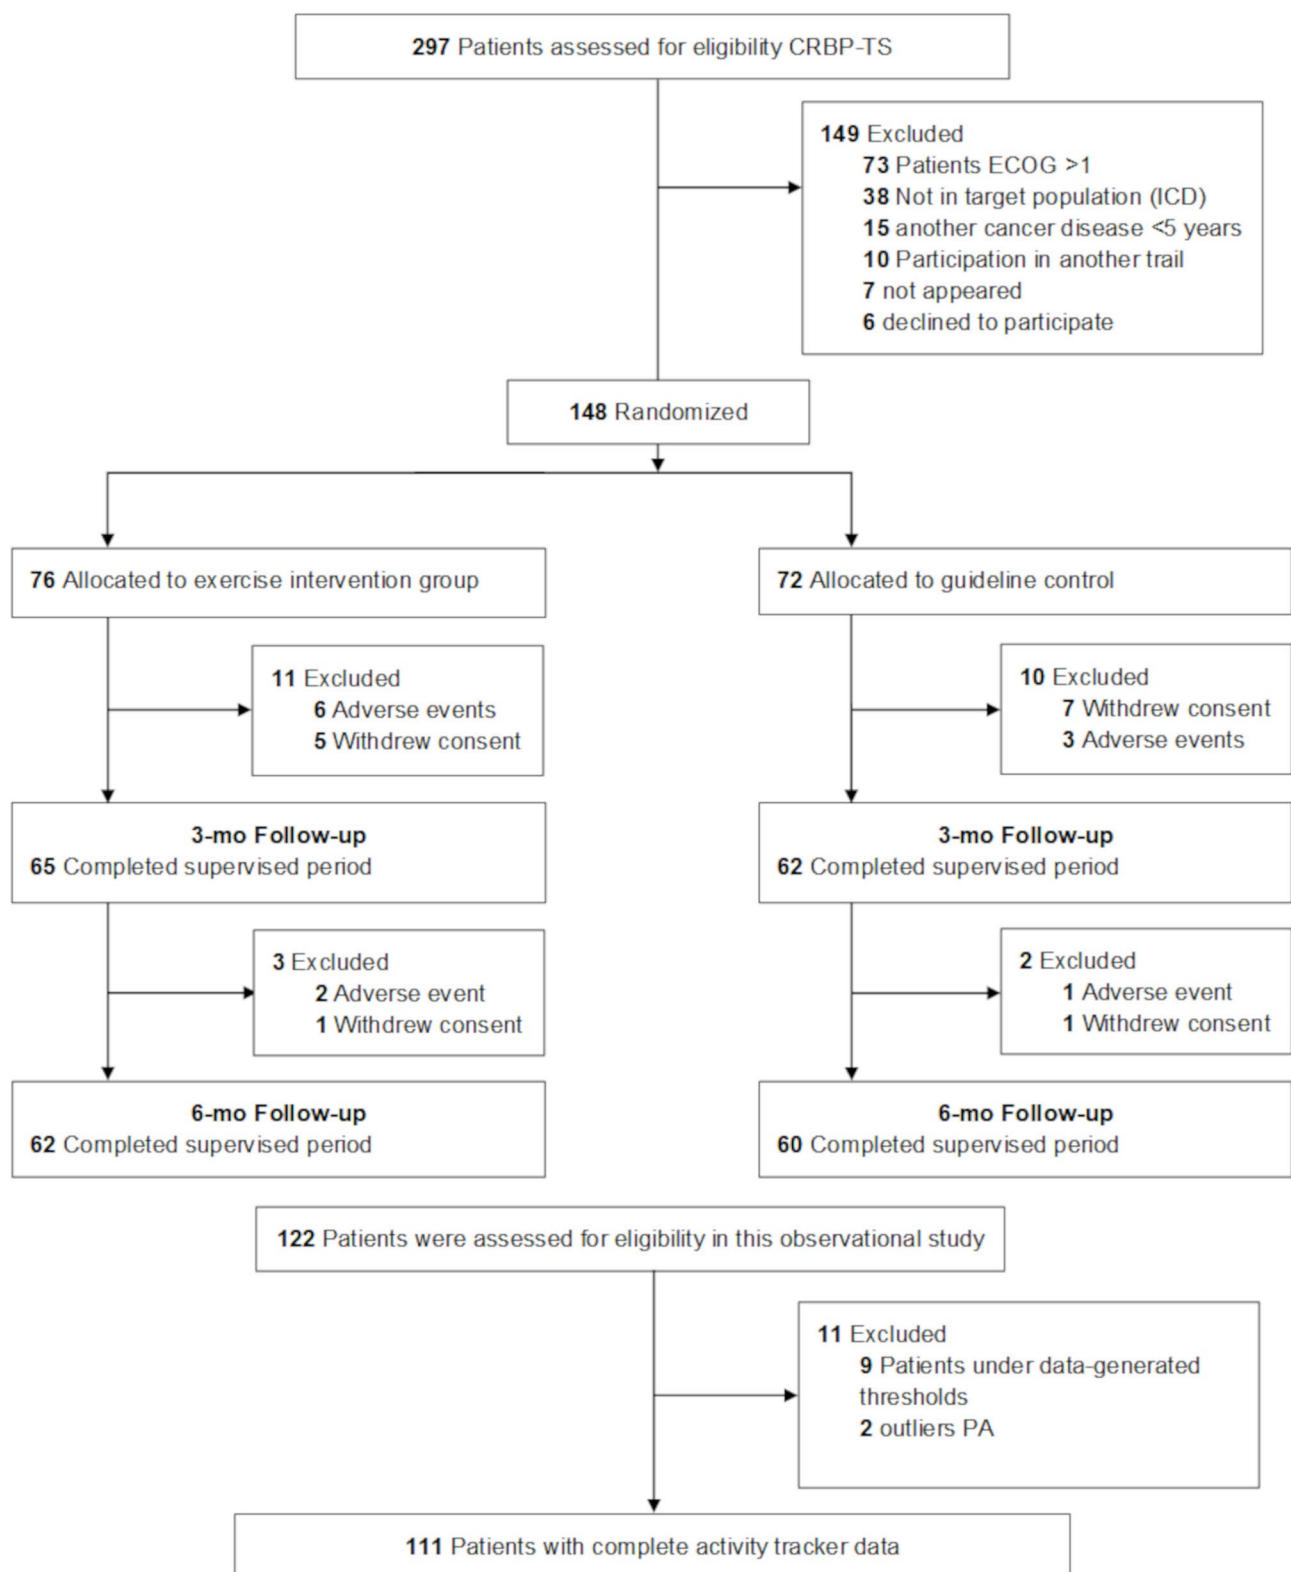 297 Patients assessed for eligibility CRBP-TS
149 Excluded
73 Patients ECOG >1
38 Not in target population (ICD)
15 another cancer disease <5 years
10 Participation in another trail
7 not appeared
6 declined to participate
148 Randomized
76 Allocated to exercise intervention group
72 Allocated to guideline control
11 Excluded
6 Adverse events
5 Withdrew consent
10 Excluded
7 Withdrew consent
3 Adverse events
3-mo Follow-up
65 Completed supervised period
3-mo Follow-up
62 Completed supervised period
3 Excluded
2 Adverse event
1 Withdrew consent
2 Excluded
1 Adverse event
1 Withdrew consent
6-mo Follow-up
62 Completed supervised period
6-mo Follow-up
60 Completed supervised period
122 Patients were assessed for eligibility in this observational study
11 Excluded
9 Patients under data-generated
thresholds
2 outliers PA
111 Patients with complete activity tracker data